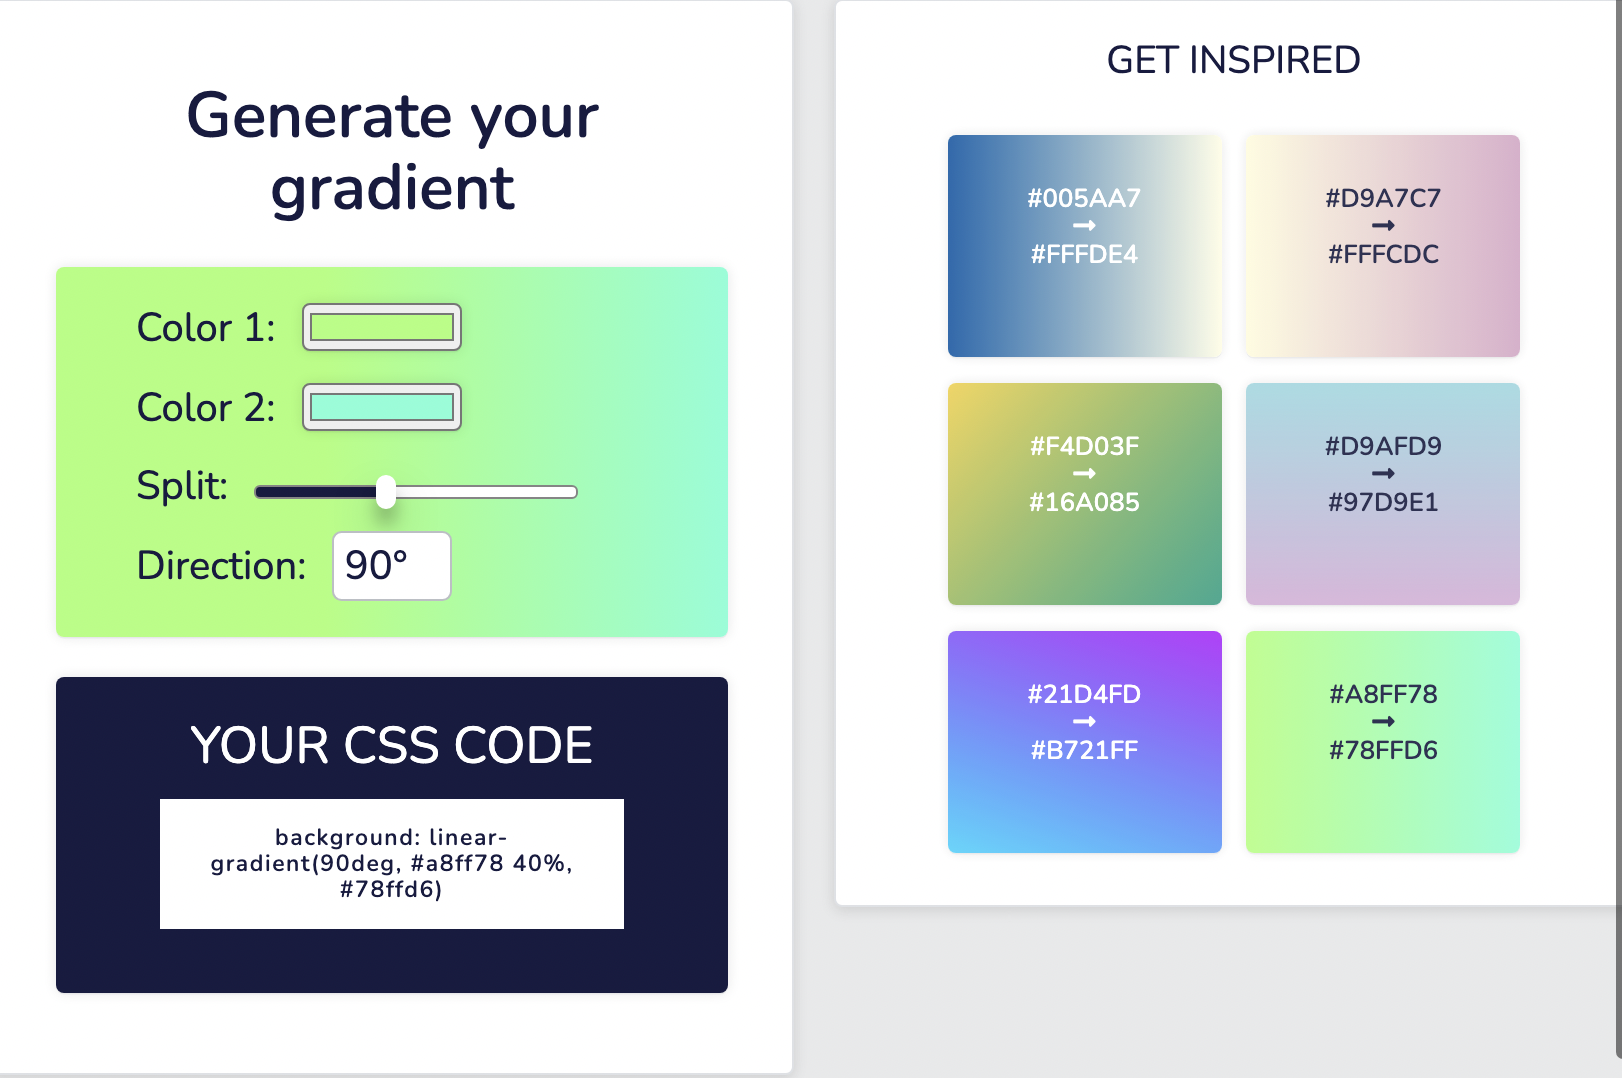 Generate your
gradient
Color 1:
Color 2:
Split:
Direction: 90°
YOUR CSS CODE
background: linear-
gradient(90deg, #a8ff78 40%,
#78ffd6)
GET INSPIRED
#005AA7
→
#FFFDE4
#D9A7C7
→
#FFFCDC
#F4D03F
→
#16A085
#D9AFD9
→
#97D9E1
#21D4FD
→
#B721FF
#A8FF78
→
#78FFD6